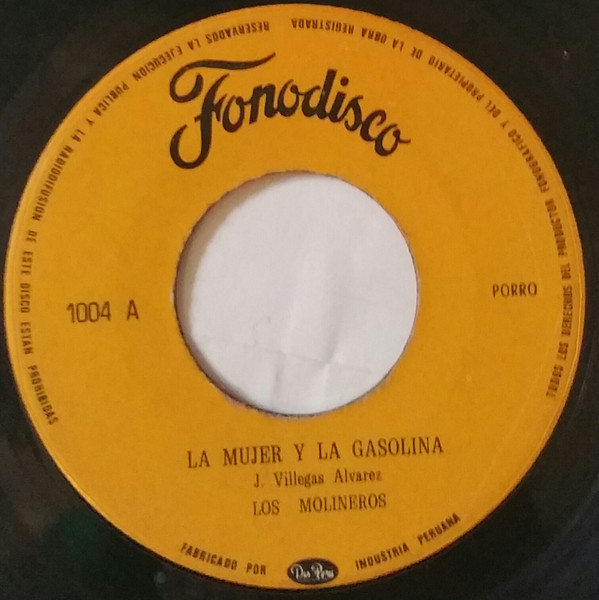 TODOS LOS DERECHOS DEL PRODUCTOR FONOGRAFICO Y DEL PROPIETARIO DE LA OBRA REGISTRADA RESERVADOS LA EJECUCION PUBLICA Y LA RADIODIFUSION DE ESTE DISCO ESTAN PROHIBIDAS
Fonodisco
1004 A
PORRO
LA MUJER Y LA GASOLINA
J. Villegas Alvarez
LOS MOLINEROS
FABRICADO POR
Dis Peru
INDUSTRIA PERUANA